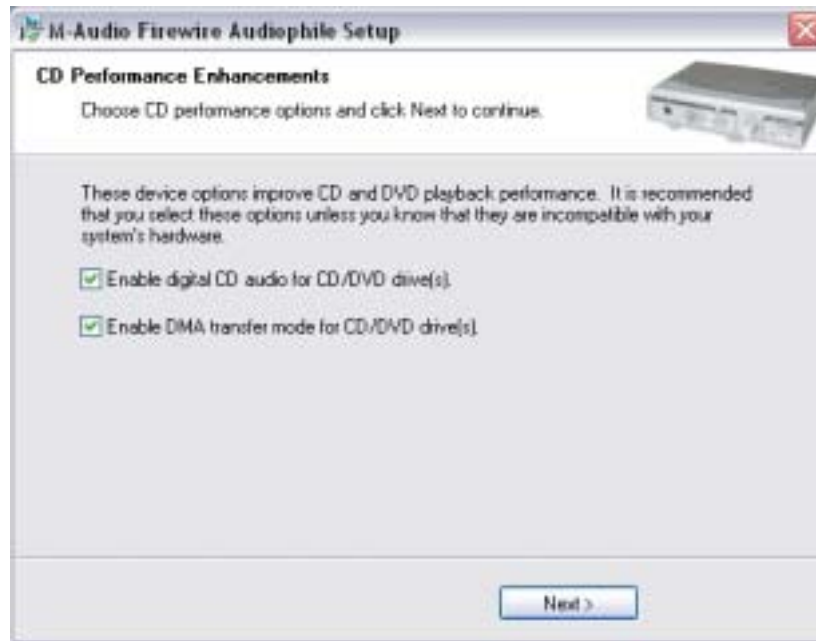 M-Audio Firewire Audiophile Setup
CD Performance Enhancements
Choose CD performance options and click Next to continue.
These device options improve CD and DVD playback performance. It is recommended
that you select these options unless you know that they are incompatible with your
system's hardware.
Enable digital CD audio for CD/DVD drive(s).
Enable DMA transfer mode for CD/DVD drive(s).
Next >